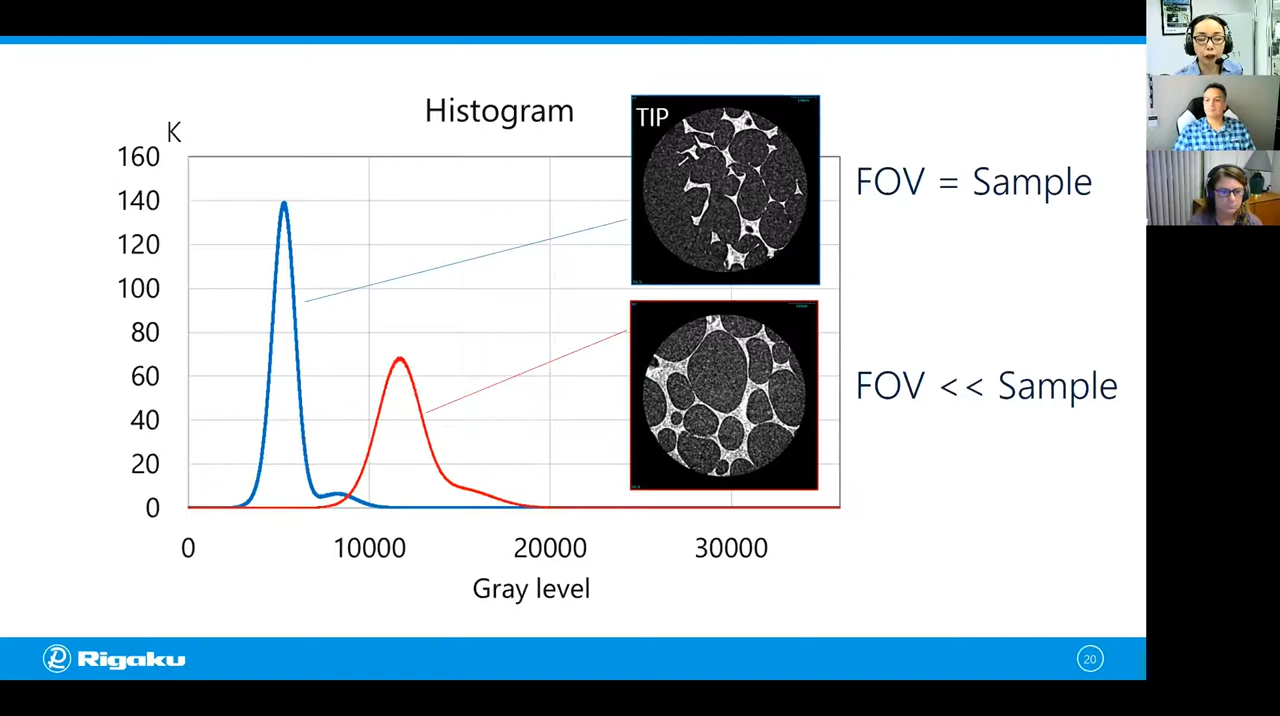 Histogram
TIP
K
160
140
120
100
80
60
40
20
0
0 10000 20000 30000
Gray level
FOV = Sample
FOV << Sample
Rigaku
20